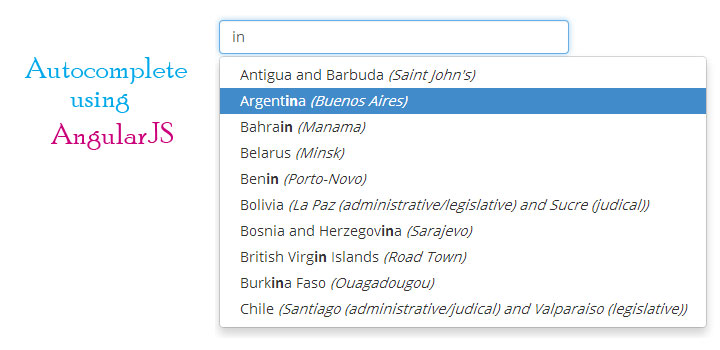 Autocomplete
using
AngularJS
in
Antigua and Barbuda (Saint John's)
Argentina (Buenos Aires)
Bahrain (Manama)
Belarus (Minsk)
Benin (Porto-Novo)
Bolivia (La Paz (administrative/legislative) and Sucre (judical))
Bosnia and Herzegovina (Sarajevo)
British Virgin Islands (Road Town)
Burkina Faso (Ouagadougou)
Chile (Santiago (administrative/judical) and Valparaiso (legislative))